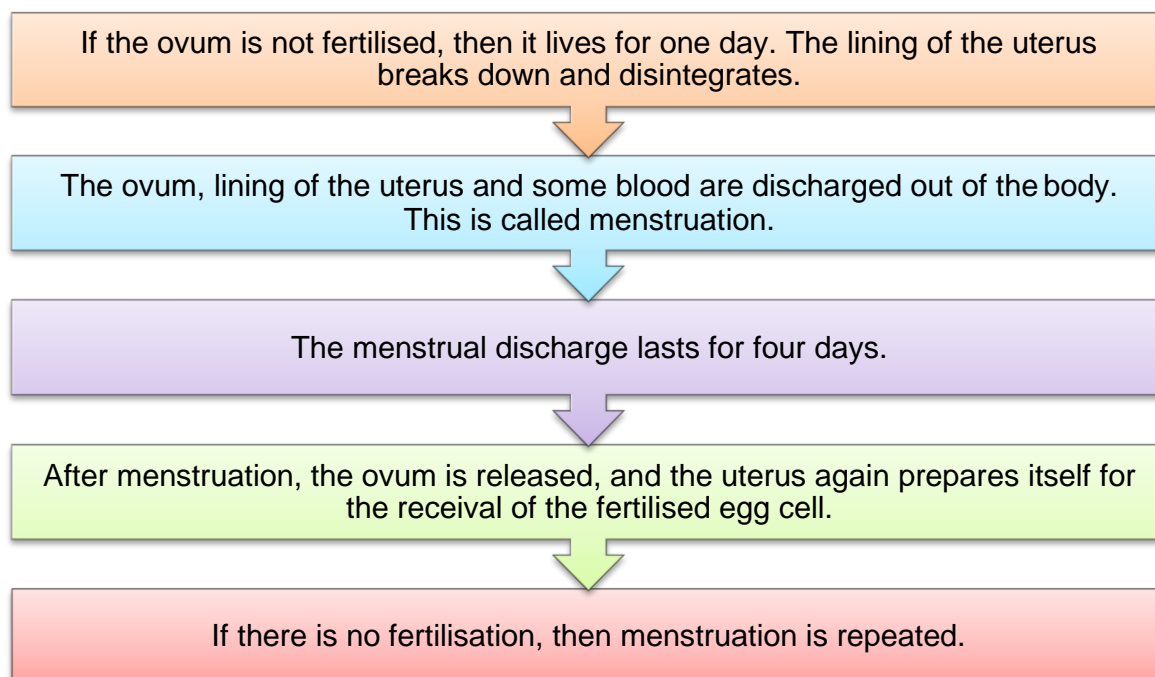 If the ovum is not fertilised, then it lives for one day. The lining of the uterus
breaks down and disintegrates.
The ovum, lining of the uterus and some blood are discharged out of the body.
This is called menstruation.
The menstrual discharge lasts for four days.
After menstruation, the ovum is released, and the uterus again prepares itself for
the receival of the fertilised egg cell.
If there is no fertilisation, then menstruation is repeated.